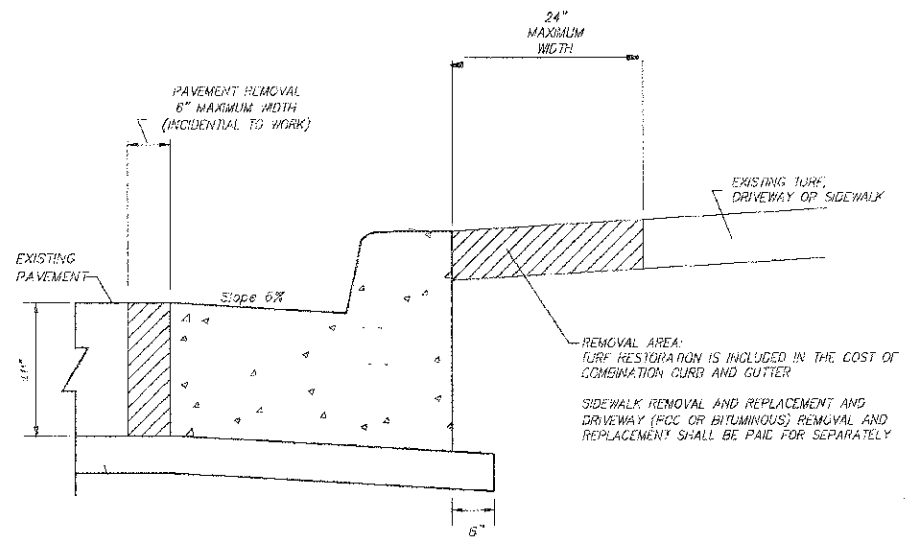 24"
MAXIMUM
WIDTH
PAVEMENT REMOVAL
6" MAXIMUM WIDTH
(INCIDENTIAL TO WORK)
EXISTING TURF,
DRIVEWAY OR SIDEWALK
EXISTING
PAVEMENT
Slope 6%
REMOVAL AREA:
TURF RESTORATION IS INCLUDED IN THE COST OF
COMBINATION CURB AND GUTTER
SIDEWALK REMOVAL AND REPLACEMENT AND
DRIVEWAY (PCC OR BITUMINOUS) REMOVAL AND
REPLACEMENT SHALL BE PAID FOR SEPARATELY
6"